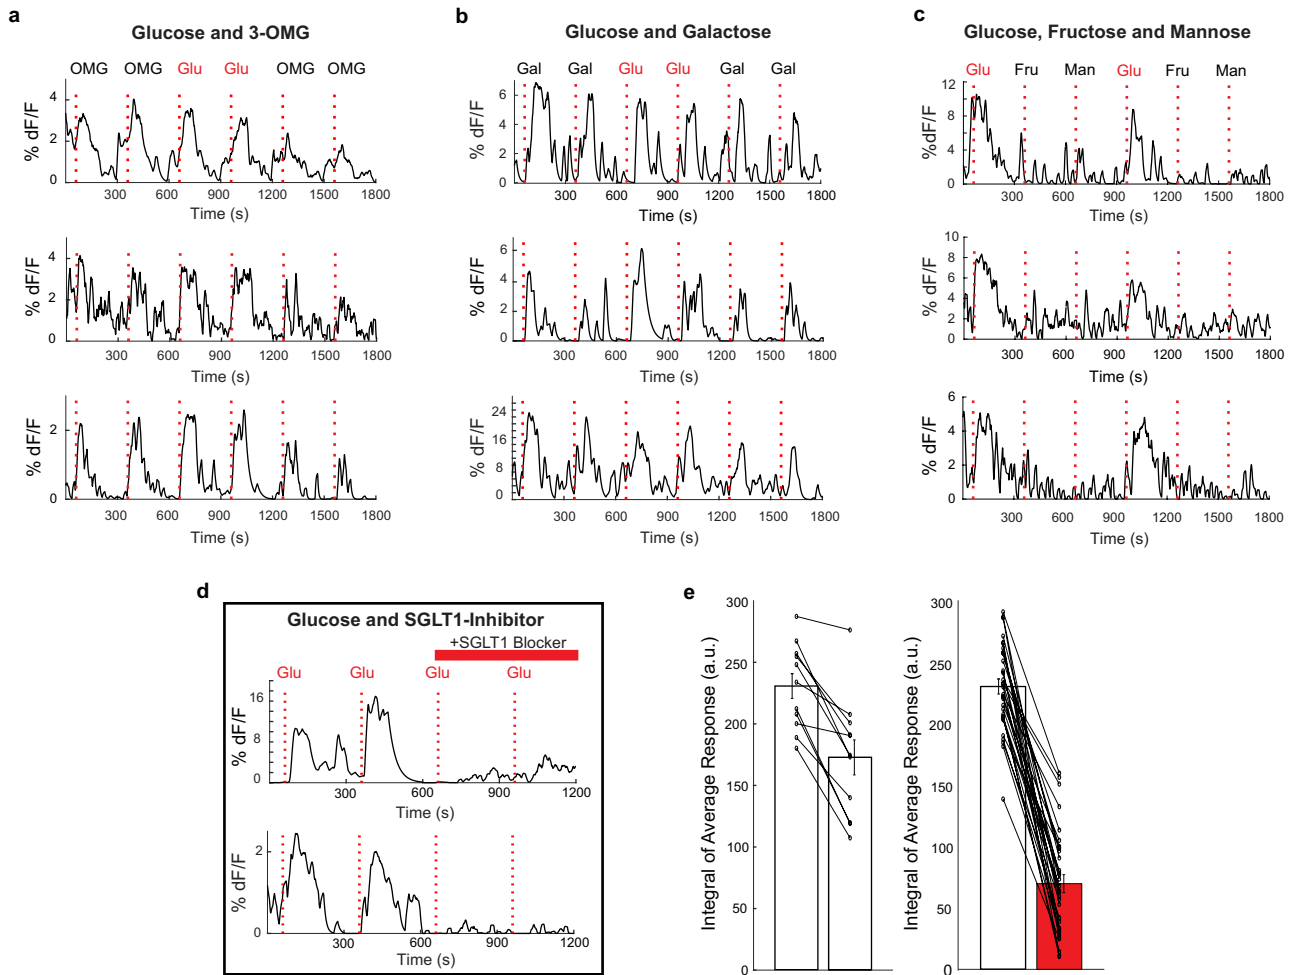 a
Glucose and 3-OMG
OMG OMG Glu Glu OMG OMG
% dF/F
4
2
0
300 600 900 1200 1500 1800
Time (s)
% dF/F
4
2
0
300 600 900 1200 1500 1800
Time (s)
% dF/F
2
0
300 600 900 1200 1500 1800
Time (s)
b
Glucose and Galactose
Gal Gal Glu Glu Gal Gal
% dF/F
6
4
2
0
300 600 900 1200 1500 1800
Time (s)
% dF/F
6
4
2
0
300 600 900 1200 1500 1800
Time (s)
% dF/F
24
20
16
12
8
4
0
300 600 900 1200 1500 1800
Time (s)
c
Glucose, Fructose and Mannose
Glu Fru Man Glu Fru Man
%dF/F
12
8
4
0
300 600 900 1200 1500 1800
Time (s)
% dF/F
10
8
6
4
2
0
300 600 900 1200 1500 1800
Time (s)
% dF/F
6
4
2
0
300 600 900 1200 1500 1800
Time (s)
d
Glucose and SGLT1-Inhibitor
+SGLT1 Blocker
Glu Glu Glu Glu
% dF/F
16
12
8
4
0
300 600 900 1200
Time (s)
% dF/F
2
0
300 600 900 1200
Time (s)
e
Integral of Average Response (a.u.)
300
250
200
150
100
50
0
Integral of Average Response (a.u.)
300
250
200
150
100
50
0